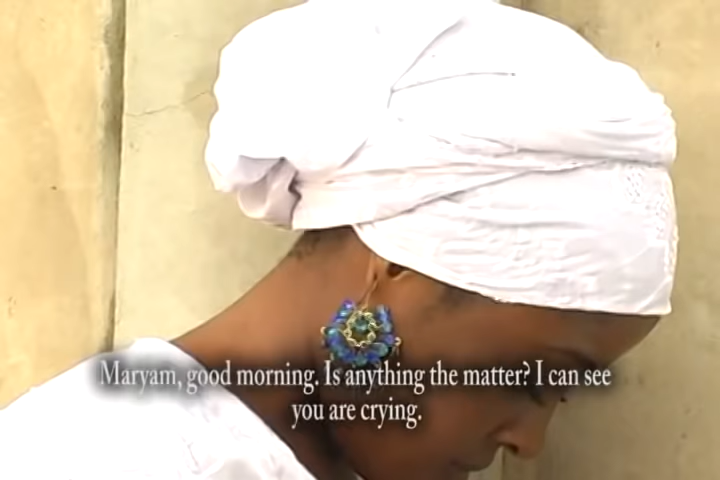 Maryam, good morning. Is anything the matter? I can see
you are crying.